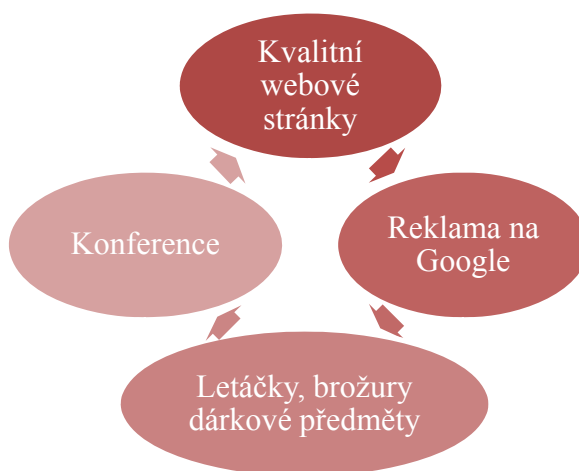 Kvalitní
webové
stránky
Konference
Reklama na
Google
Letáčky, brožury
dárkové předměty